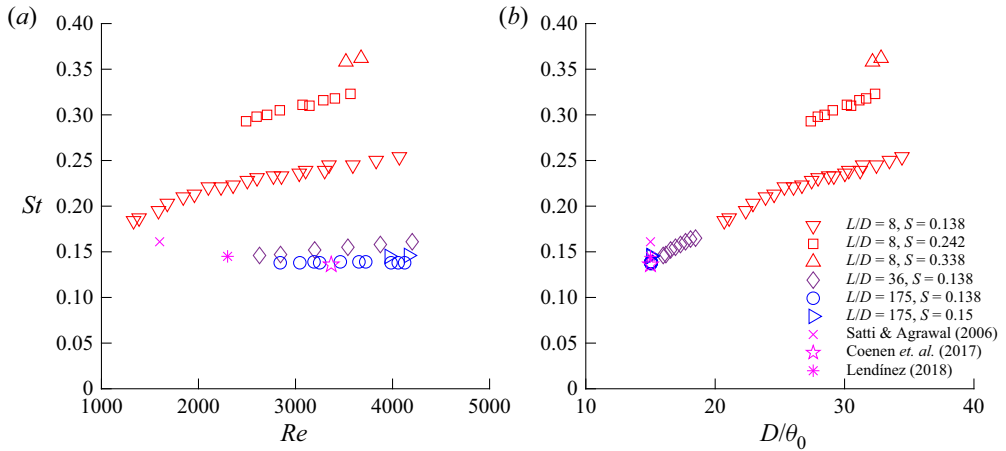 (a)
(b)
St
0.40
0.35
0.30
0.25
0.20
0.15
0.10
0.05
0
1000
2000
3000
4000
5000
Re
0.40
0.35
0.30
0.25
0.20
0.15
0.10
0.05
0
10
20
30
40
D/θ₀
L/D = 8, S = 0.138
L/D = 8, S = 0.242
L/D = 8, S = 0.338
L/D = 36, S = 0.138
L/D = 175, S = 0.138
L/D = 175, S = 0.15
Satti & Agrawal (2006)
Coenen et. al. (2017)
Lendínez (2018)